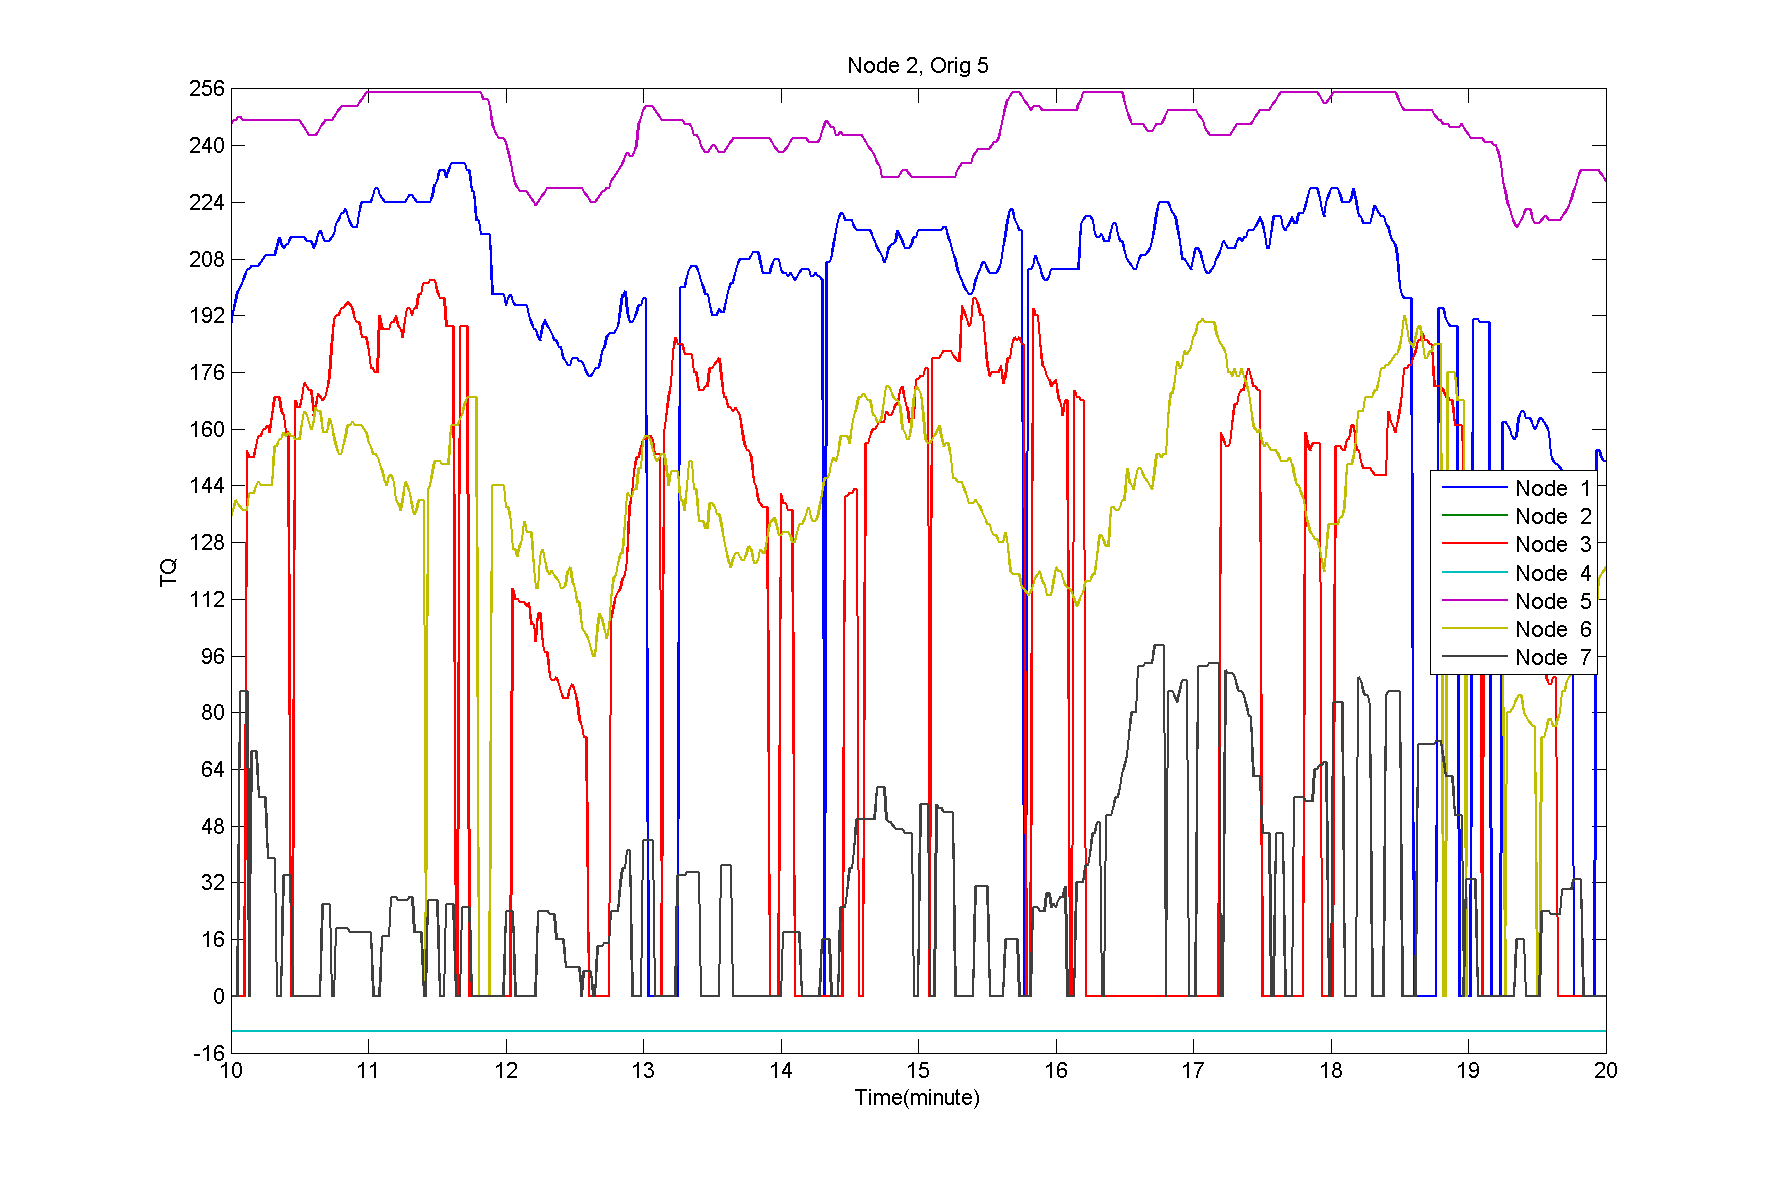 Node 2, Orig 5
256
240
224
208
192
176
160
144
128
112
96
80
64
48
32
16
0
-16
TQ
Node 1
Node 2
Node 3
Node 4
Node 5
Node 6
Node 7
10 11 12 13 14 15 16 17 18 19 20
Time(minute)